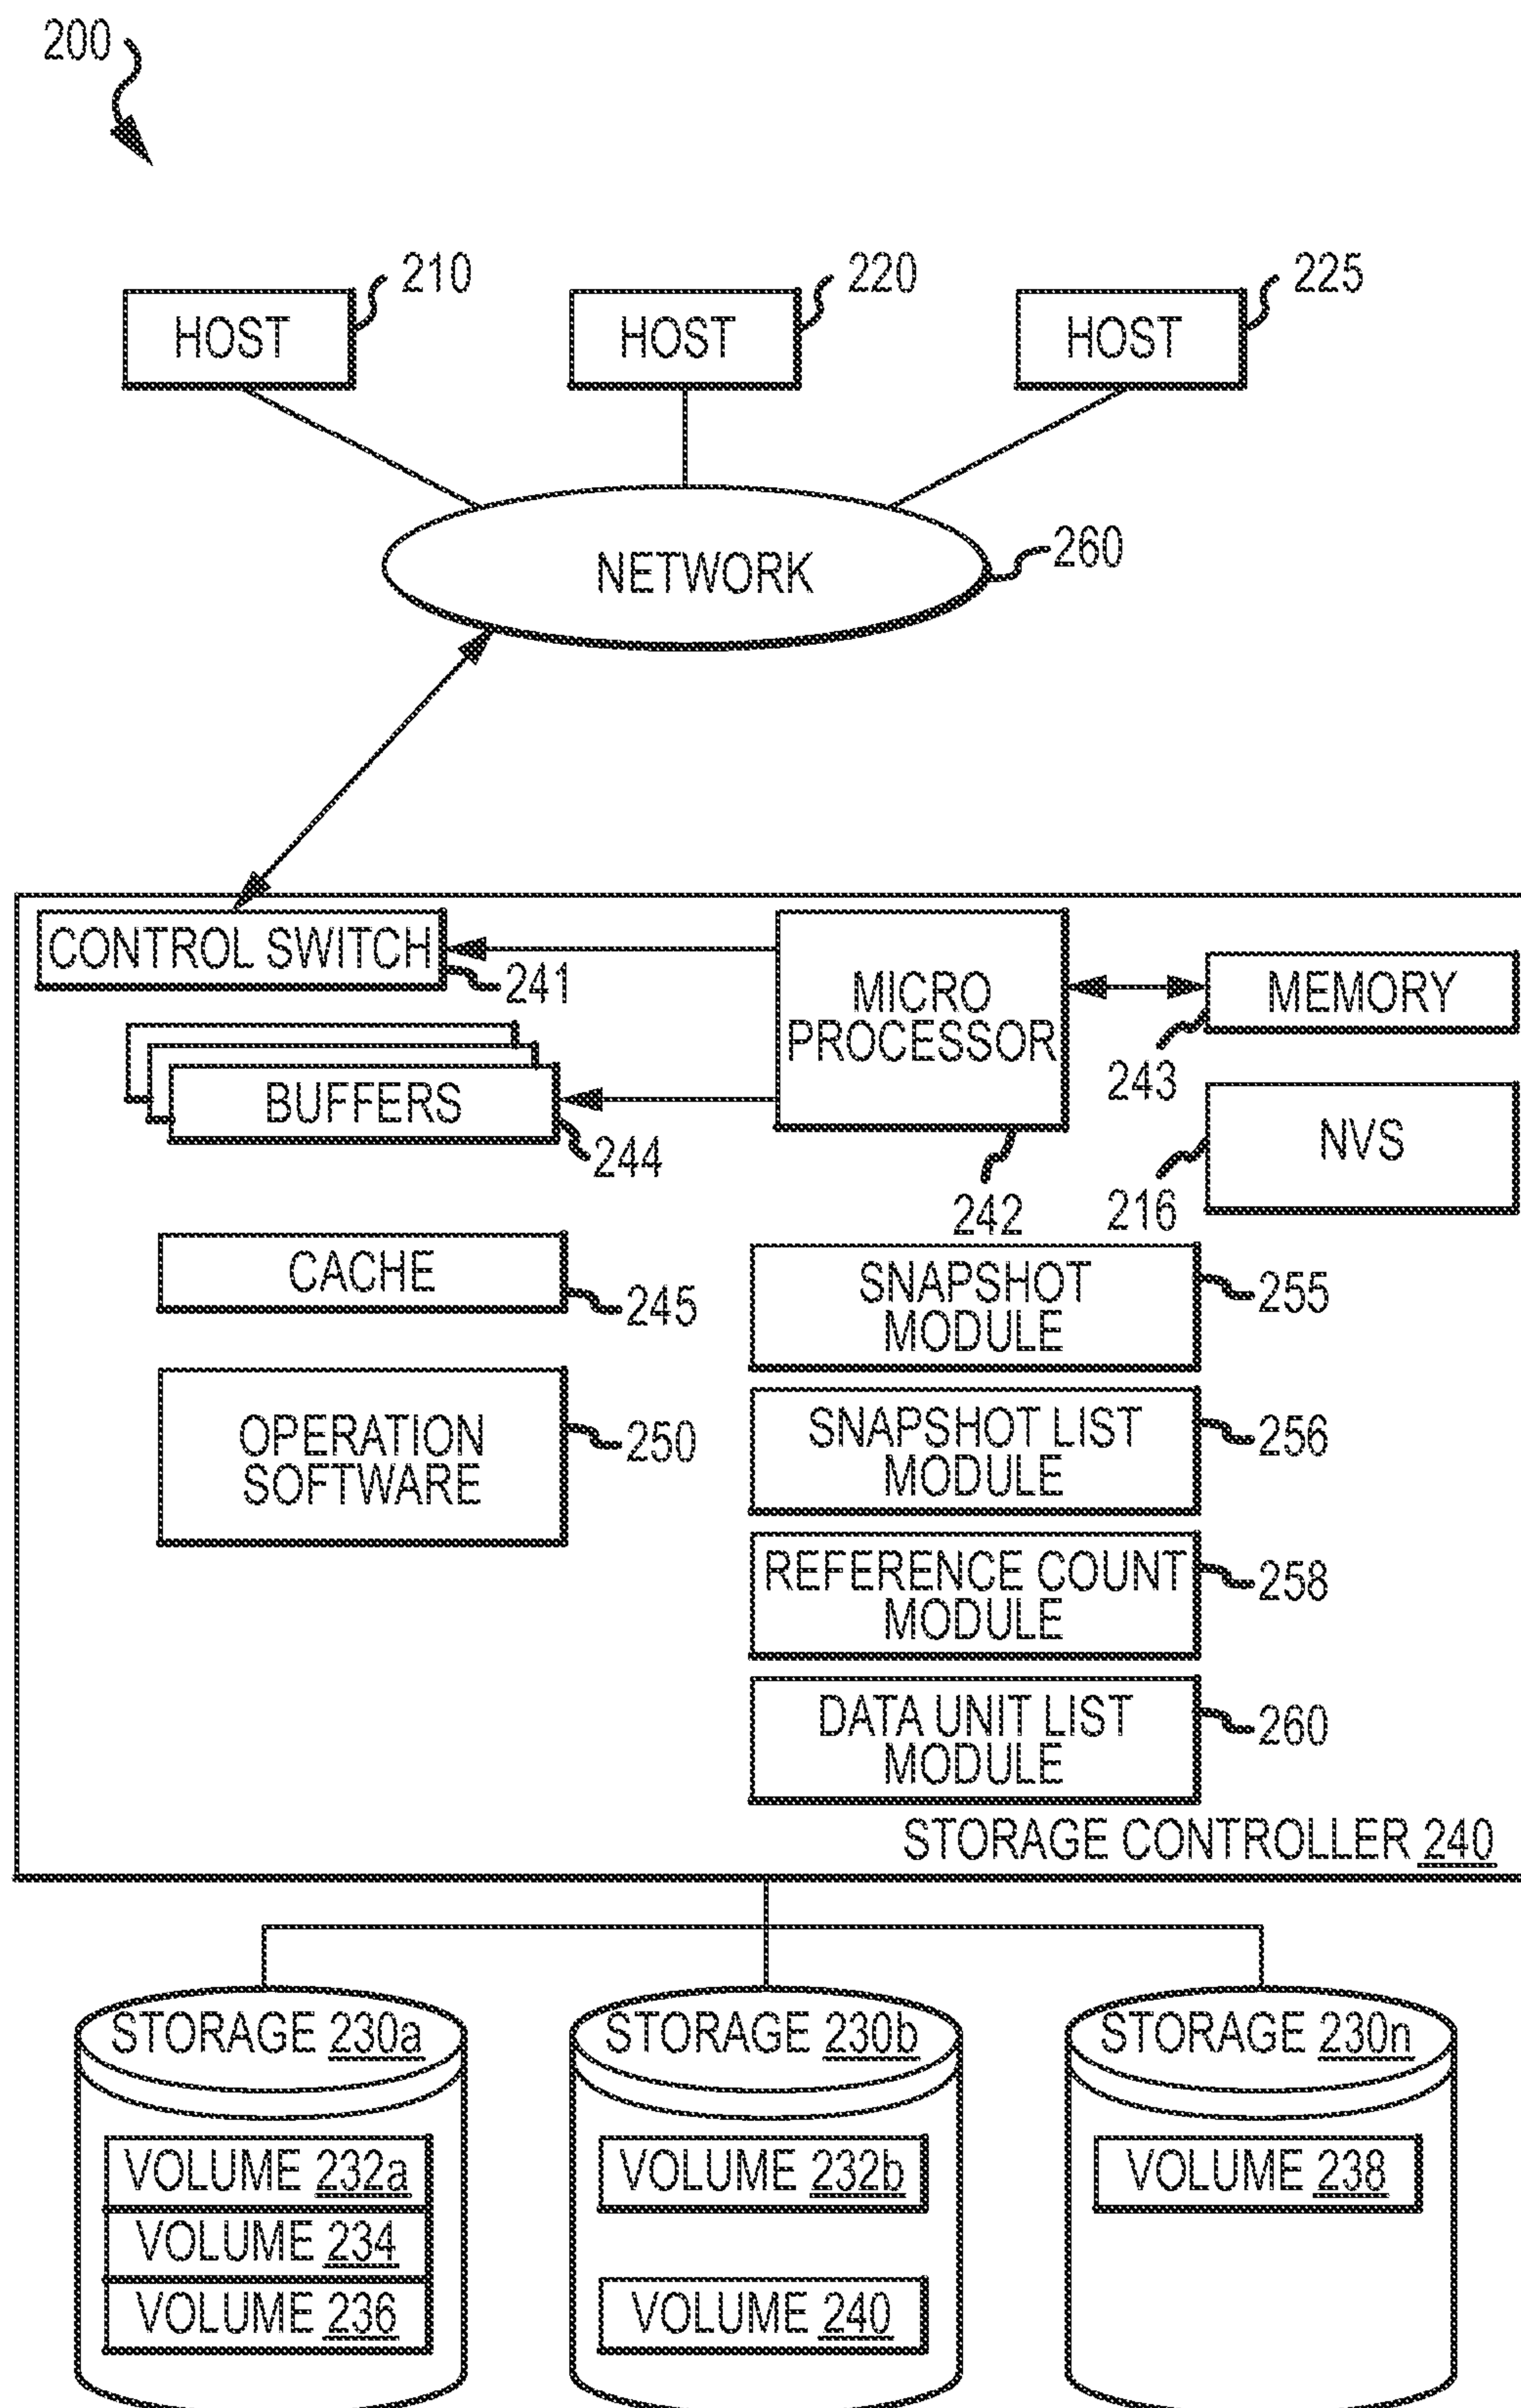 200
210
220
225
HOST
HOST
HOST
NETWORK
260
CONTROL SWITCH
241
MICRO
PROCESSOR
242
MEMORY
243
BUFFERS
244
NVS
216
CACHE
245
SNAPSHOT
MODULE
255
OPERATION
SOFTWARE
250
SNAPSHOT LIST
MODULE
256
REFERENCE COUNT
MODULE
258
DATA UNIT LIST
MODULE
260
STORAGE CONTROLLER 240
STORAGE 230a
STORAGE 230b
STORAGE 230n
VOLUME 232a
VOLUME 232b
VOLUME 238
VOLUME 234
VOLUME 236
VOLUME 240